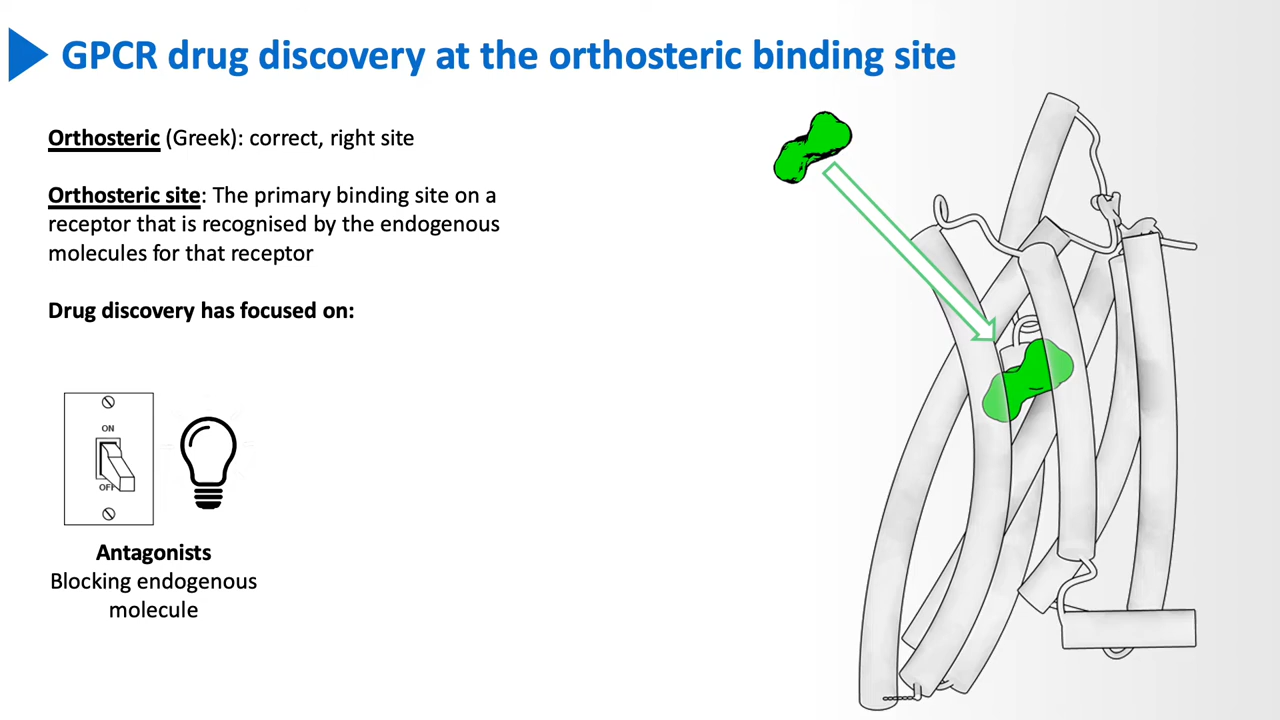 GPCR drug discovery at the orthosteric binding site
Orthosteric (Greek): correct, right site
Orthosteric site: The primary binding site on a
receptor that is recognised by the endogenous
molecules for that receptor
Drug discovery has focused on:
ON
OFF
Antagonists
Blocking endogenous
molecule